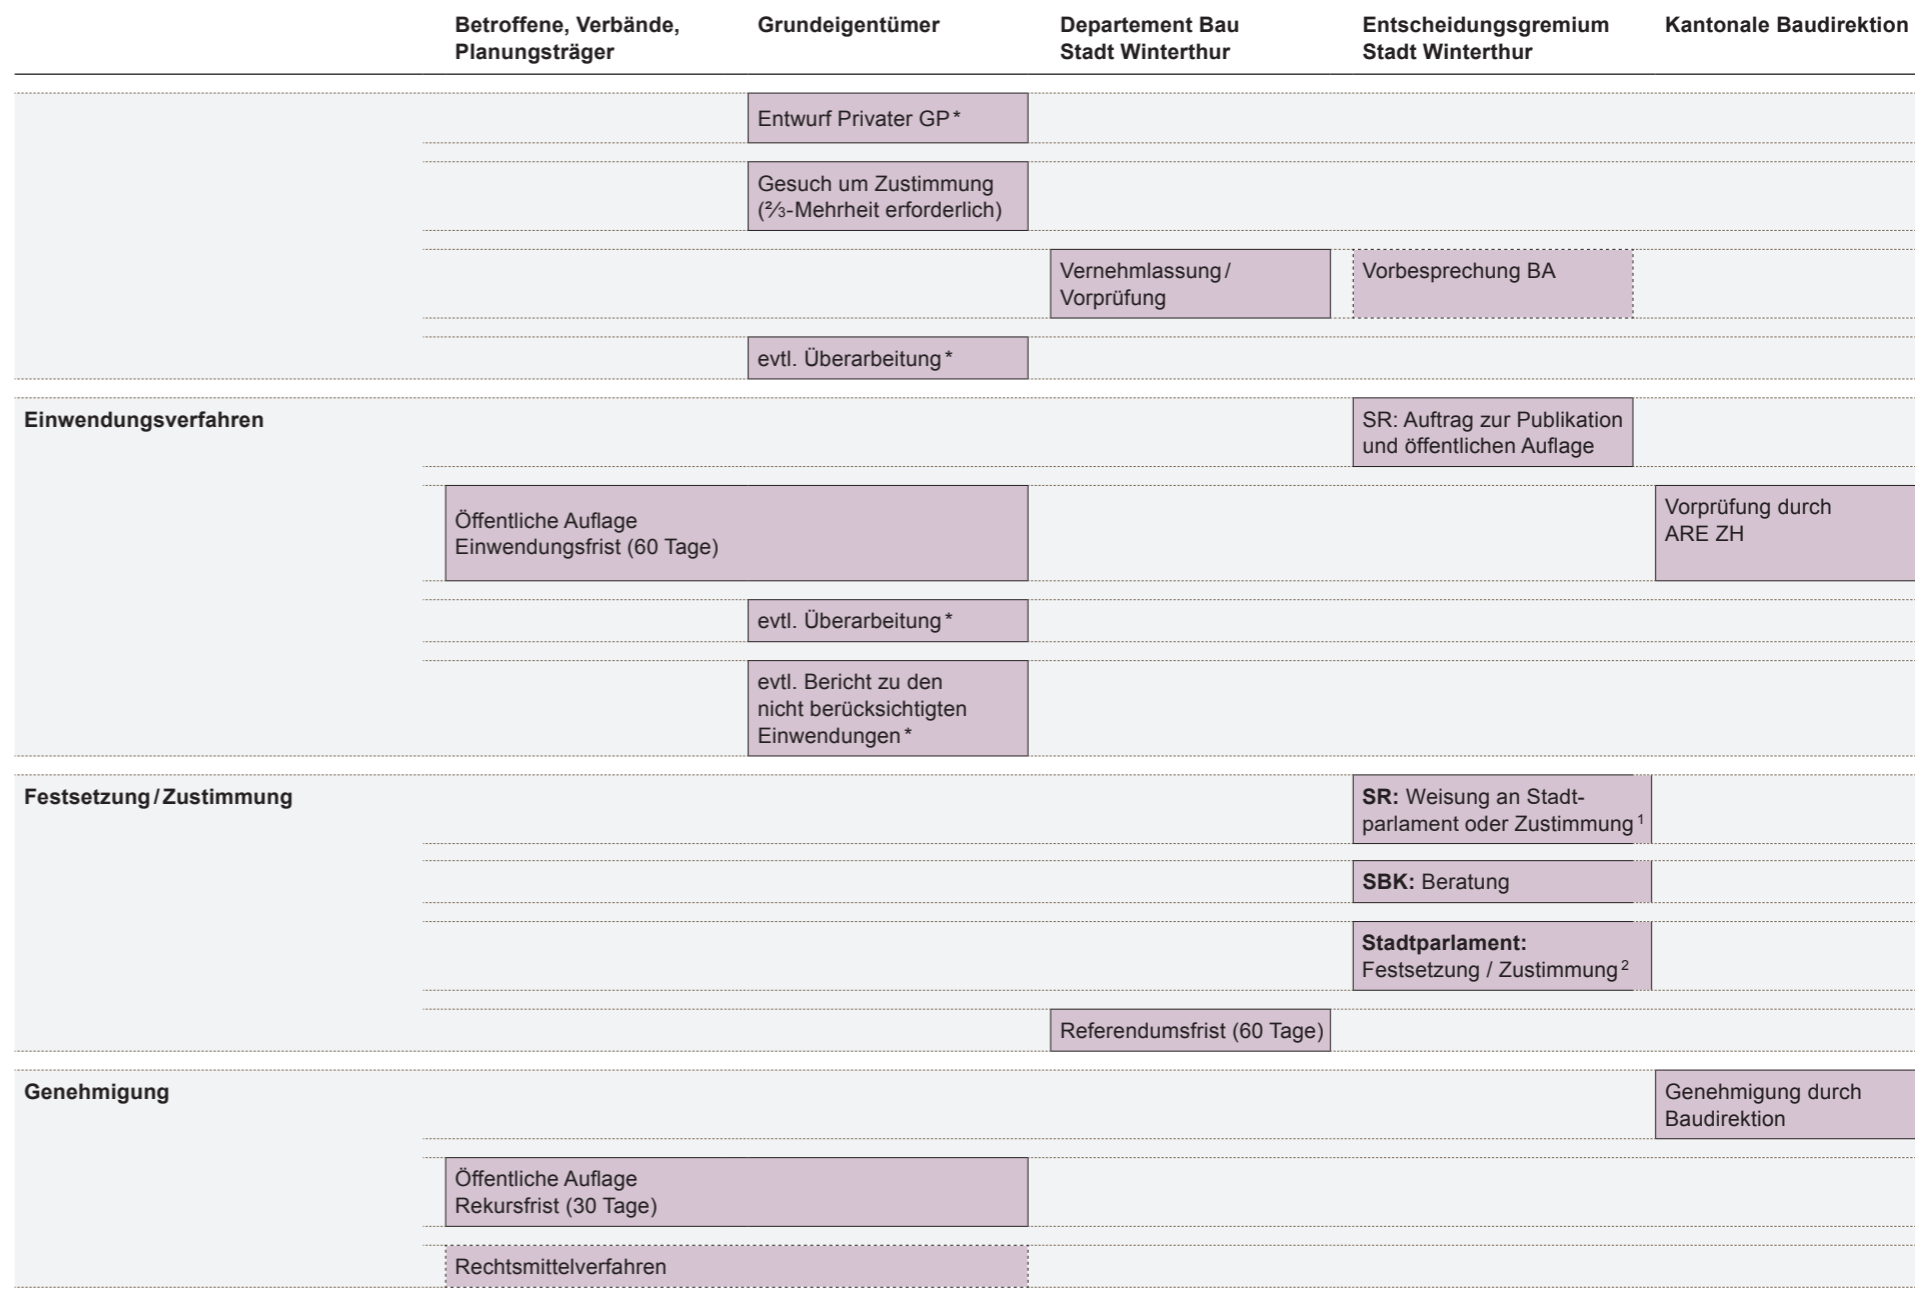 Betroffene, Verbände,
Planungsträger
Grundeigentümer
Departement Bau
Stadt Winterthur
Entscheidungsgremium
Stadt Winterthur
Kantonale Baudirektion
Entwurf Privater GP*
Gesuch um Zustimmung
(⅔-Mehrheit erforderlich)
Vernehmlassung/
Vorprüfung
Vorbesprechung BA
evtl. Überarbeitung*
Einwendungsverfahren
SR: Auftrag zur Publikation
und öffentlichen Auflage
Öffentliche Auflage
Einwendungsfrist (60 Tage)
Vorprüfung durch
ARE ZH
evtl. Überarbeitung*
evtl. Bericht zu den
nicht berücksichtigten
Einwendungen*
Festsetzung/Zustimmung
SR: Weisung an Stadt-
parlament oder Zustimmung¹
SBK: Beratung
Stadtparlament:
Festsetzung / Zustimmung²
Referendumsfrist (60 Tage)
Genehmigung
Genehmigung durch
Baudirektion
Öffentliche Auflage
Rekursfrist (30 Tage)
Rechtsmittelverfahren